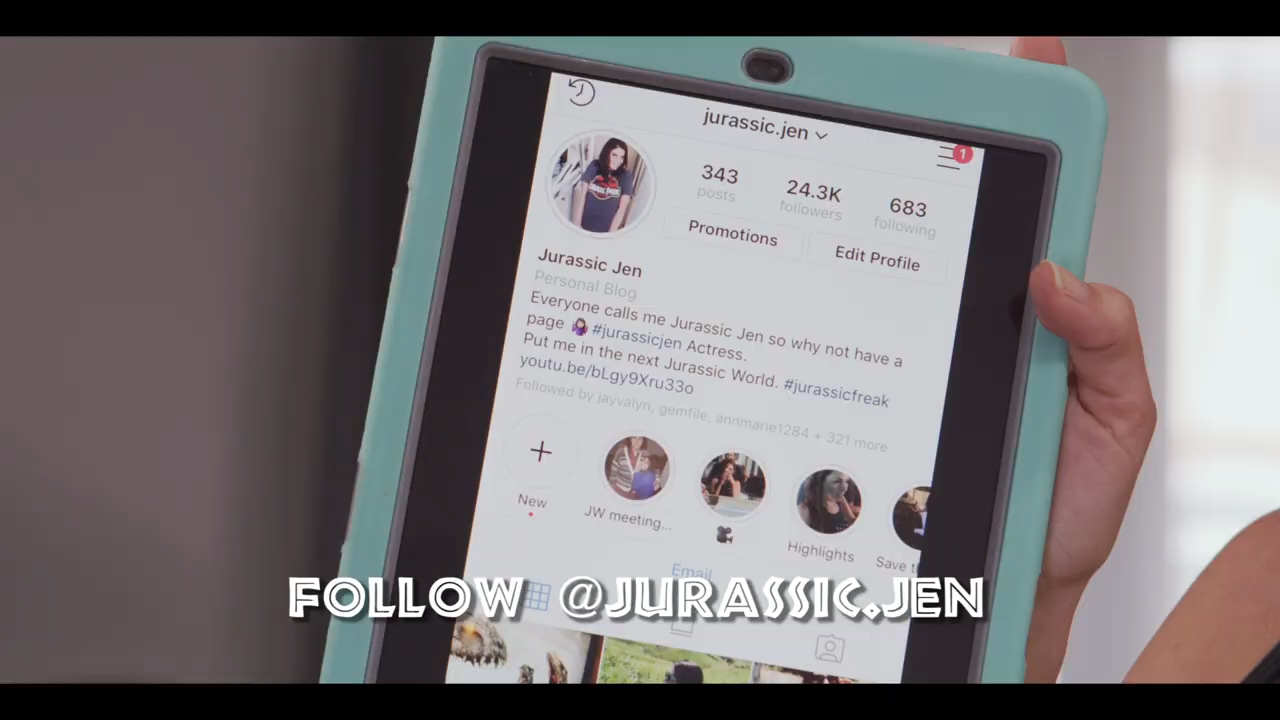 jurassic.jen
1
343 24.3K 683
posts followers following
Promotions Edit Profile
Jurassic Jen
Personal Blog
Everyone calls me Jurassic Jen so why not have a
page #jurassicjen Actress.
Put me in the next Jurassic World. #jurassicfreak
youtu.be/bLgy9Xru33o
Followed by jayvalyn, gemfile, annmarie1284 + 321 more
New JW meeting... Highlights Save
Email
FOLLOW @JURASSIC.JEN